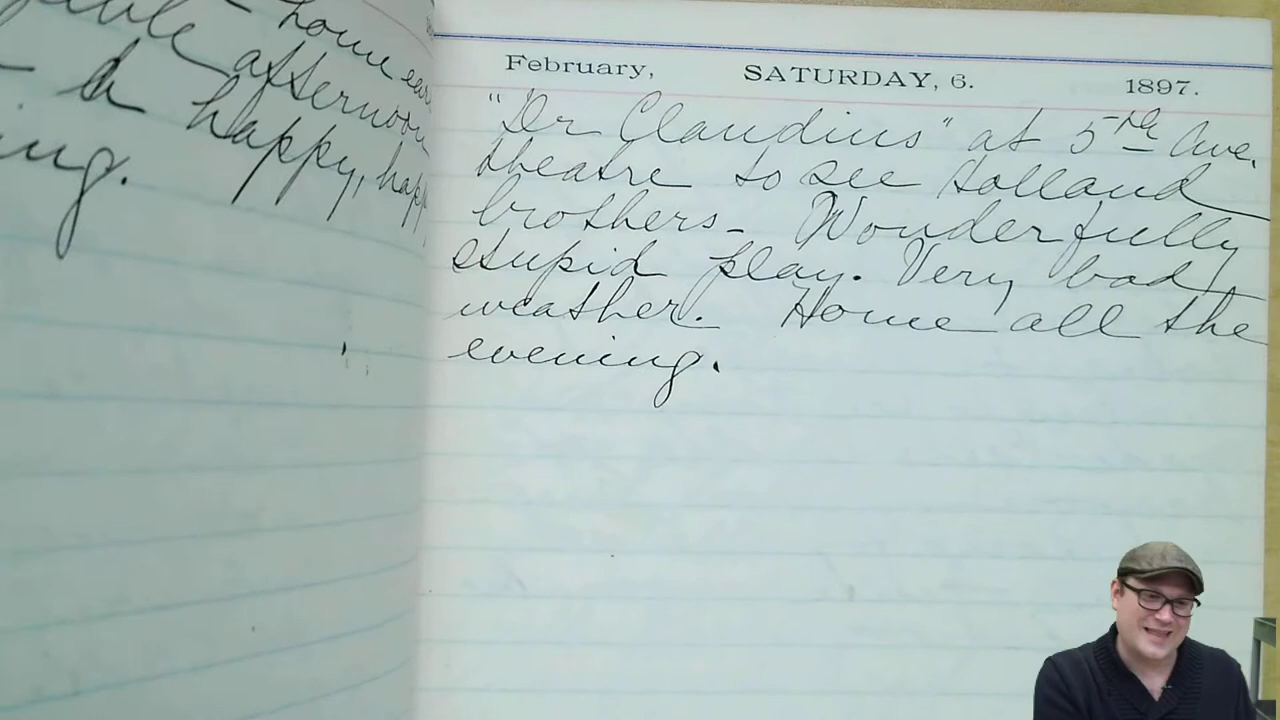 home
afternoon
a happy, happ
ing.
February, SATURDAY, 6. 1897.
"Dr Claudius" at 5th Ave.
theatre to see Holland
brothers - Wonderfully
stupid play. Very bad
weather. Home all the
evening.